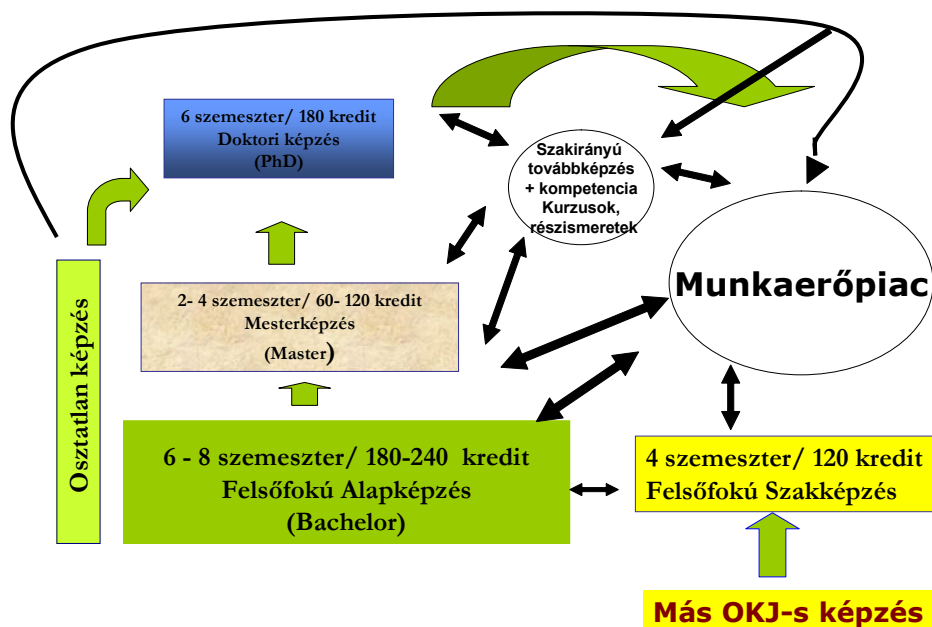 6 szemeszter/ 180 kredit
Doktori képzés
(PhD)
Szakirányú
továbbképzés
+ kompetencia
Kurzusok,
részismeretek
Munkaerőpiac
2- 4 szemeszter/ 60- 120 kredit
Mesterképzés
(Master)
Osztatlan képzés
6 - 8 szemeszter/ 180-240 kredit
Felsőfokú Alapképzés
(Bachelor)
4 szemeszter/ 120 kredit
Felsőfokú Szakképzés
Más OKJ-s képzés